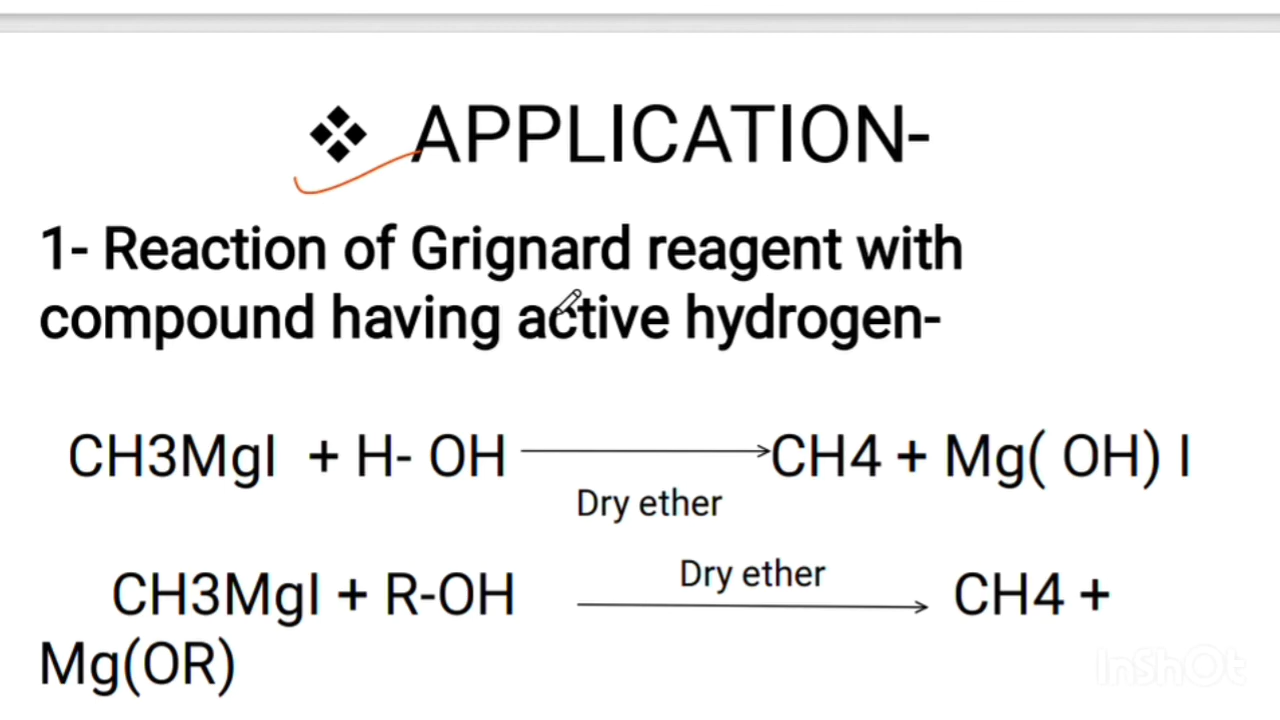 ❖ APPLICATION-
1- Reaction of Grignard reagent with
compound having active hydrogen-
CH3MgI + H- OH CH4 + Mg( OH) I
Dry ether
Dry ether
CH3MgI + R-OH CH4 +
Mg(OR)
InShOt